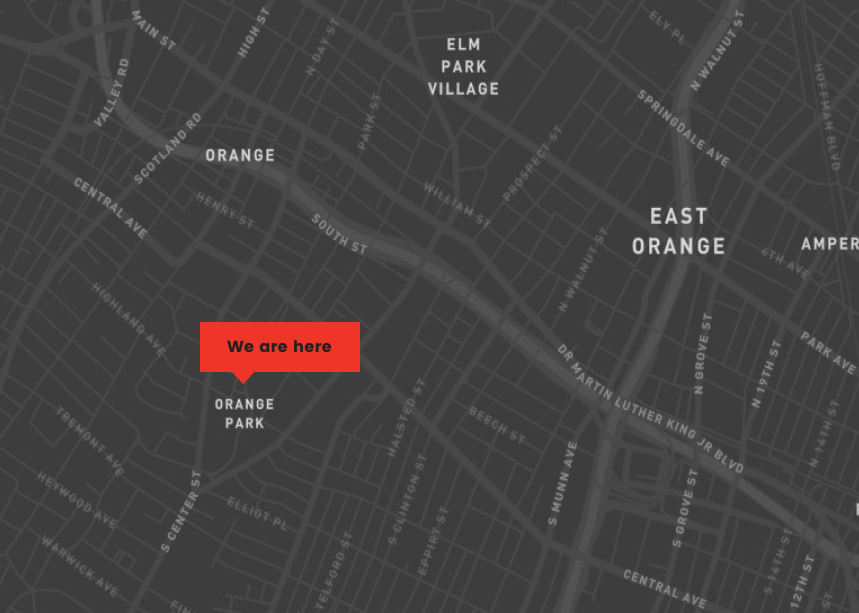 MAIN ST
HIGH ST
N DAY ST
ELM
PARK
VILLAGE
ELY PL
N WALNUT ST
VALLEY RD
HOFFMAN BLVD
SPRINGDALE AVE
PARK ST
SCOTLAND RD
ORANGE
PROSPECT ST
CENTRAL AVE
HENRY ST
WILLIAM ST
SOUTH ST
EAST
ORANGE
AMPER
4TH AVE
N WALNUT ST
HIGHLAND AVE
We are here
N GROVE ST
PARK AVE
N 19TH ST
DR MARTIN LUTHER KING JR BLVD
ORANGE
PARK
HALSTED ST
BEECH ST
N 14TH ST
TREMONT AVE
S MUNN AVE
S CLINTON ST
HEYWOOD AVE
S CENTER ST
ELLIOT PL
S GROVE ST
EPPIRT ST
TELFORD ST
WARWICK AVE
CENTRAL AVE
S 14TH ST
12TH ST
ST